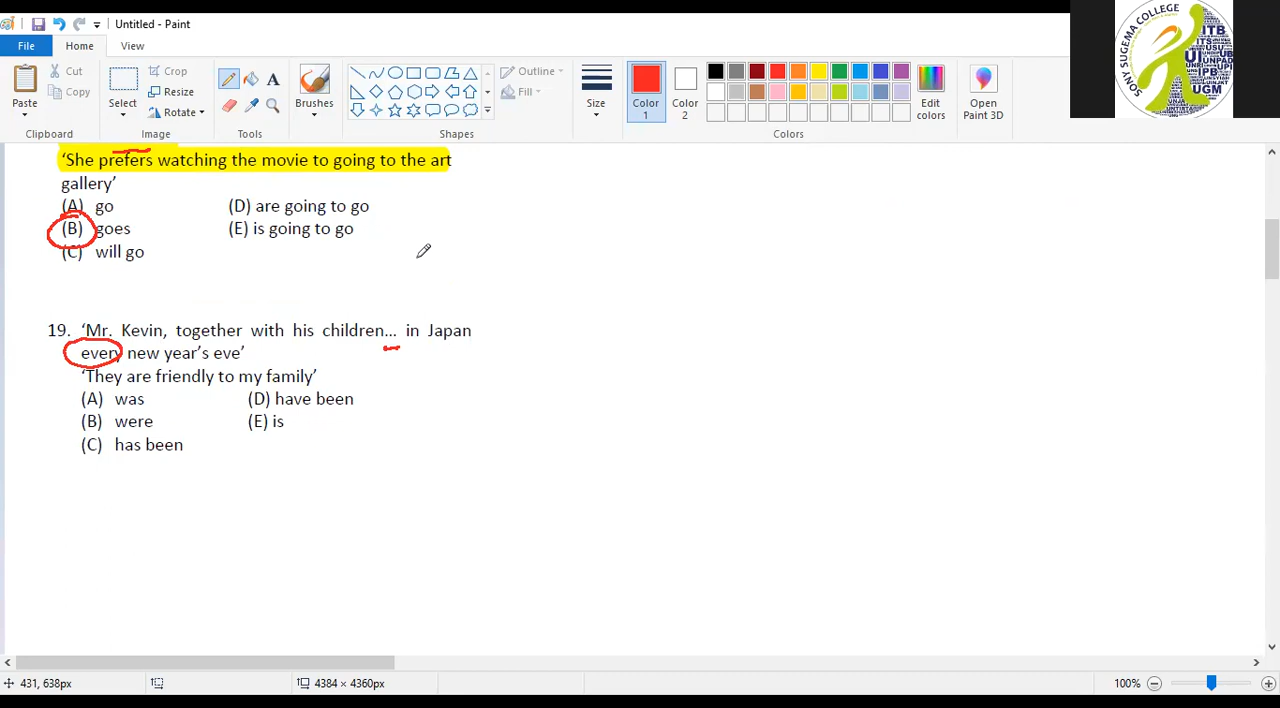 Untitled - Paint
File Home View
Paste
Cut
Copy
Clipboard
Select
Crop
Resize
Rotate
Image
Tools
Brushes
Shapes
Outline
Fill
Size
Color 1
Color 2
Colors
Edit colors
Open Paint 3D
SONY SUGEMA COLLEGE
ITB
ITS
USU
UI
UNPAD
IPB
UGM
‘She prefers watching the movie to going to the art
gallery’
(A) go (D) are going to go
(B) goes (E) is going to go
(C) will go
19. ‘Mr. Kevin, together with his children... in Japan
every new year’s eve’
‘They are friendly to my family’
(A) was (D) have been
(B) were (E) is
(C) has been
431, 638px 4384 × 4360px 100%